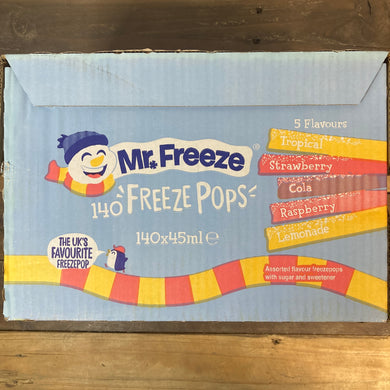 5 Flavours
Tropical
Strawberry
Cola
Raspberry
Lemonade
Mr. Freeze®
140 FREEZE POPS
140x45ml ℮
THE UK'S
FAVOURITE
FREEZEPOP
Assorted flavour freezepops
with sugar and sweetener